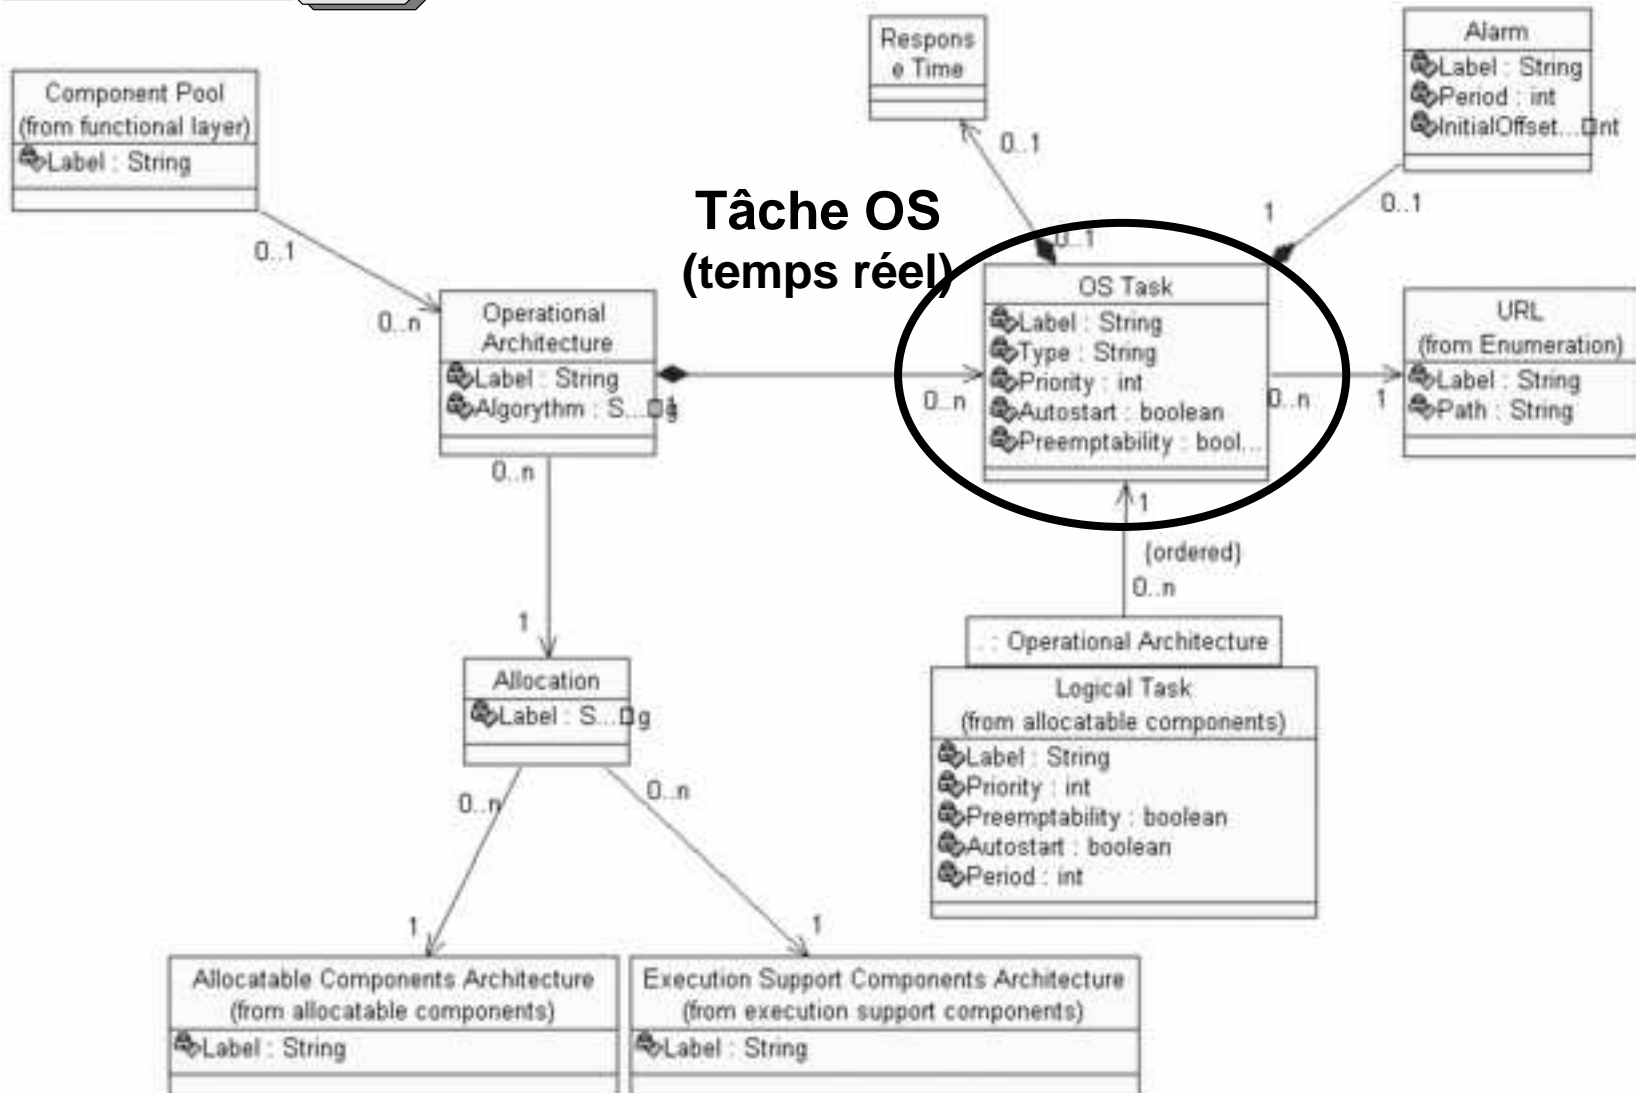 Respons
e Time
0..1
0..1
Alarm
Label : String
Period : int
InitialOffset...int
1
0..1
Component Pool
(from functional layer)
Label : String
0..1
0..n
Tâche OS
(temps réel)
Operational
Architecture
Label : String
Algorythm : S...g
0..n
OS Task
Label : String
Type : String
Priority : int
Autostart : boolean
Preemptability : bool...
0..n
0..n
1
URL
(from Enumeration)
Label : String
Path : String
1
{ordered}
0..n
. : Operational Architecture
Logical Task
(from allocatable components)
Label : String
Priority : int
Preemptability : boolean
Autostart : boolean
Period : int
1
Allocation
Label : S...g
0..n
0..n
1
1
Allocatable Components Architecture
(from allocatable components)
Label : String
Execution Support Components Architecture
(from execution support components)
Label : String